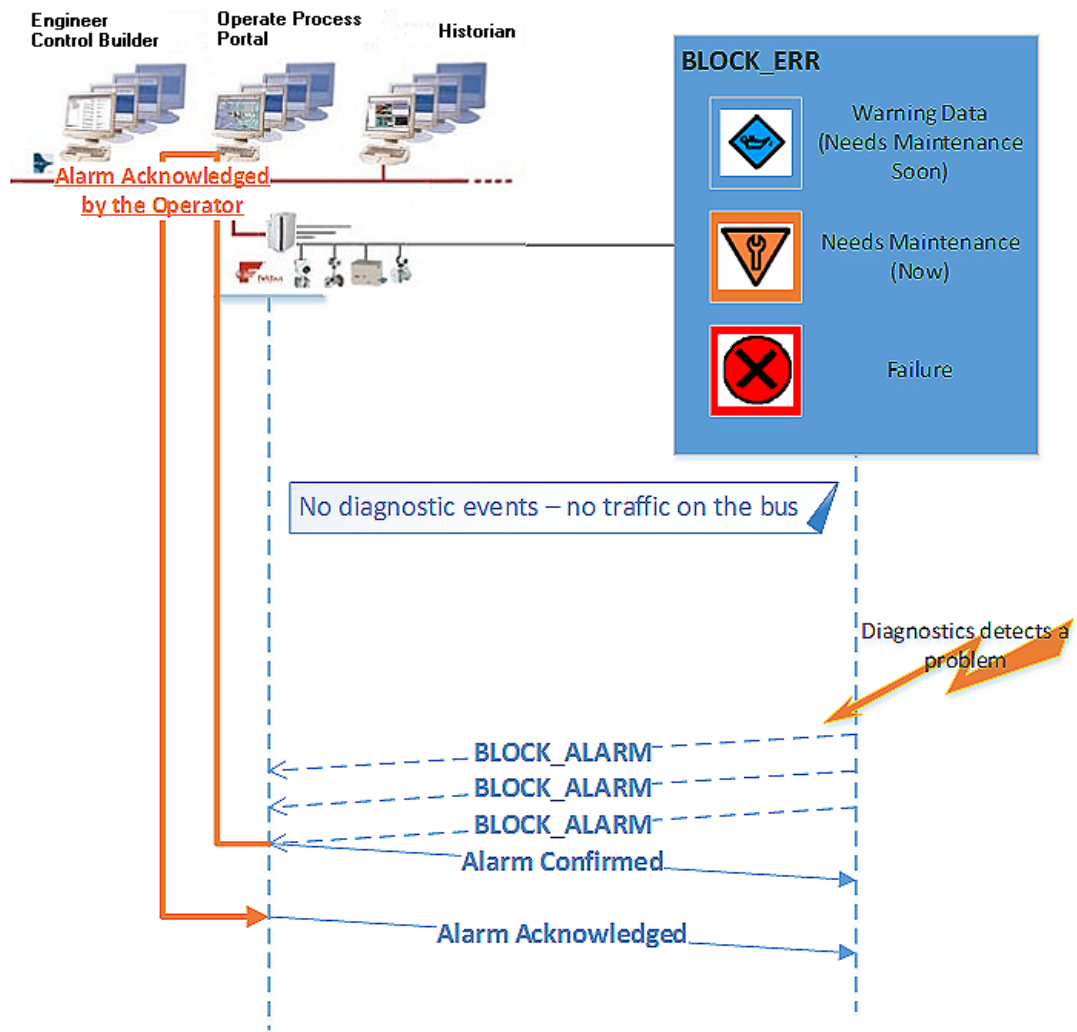 Engineer
Control Builder
Operate Process
Portal
Historian
BLOCK_ERR
Warning Data
(Needs Maintenance
Soon)
Needs Maintenance
(Now)
Failure
Alarm Acknowledged
by the Operator
No diagnostic events – no traffic on the bus
Diagnostics detects a
problem
BLOCK_ALARM
BLOCK_ALARM
BLOCK_ALARM
Alarm Confirmed
Alarm Acknowledged